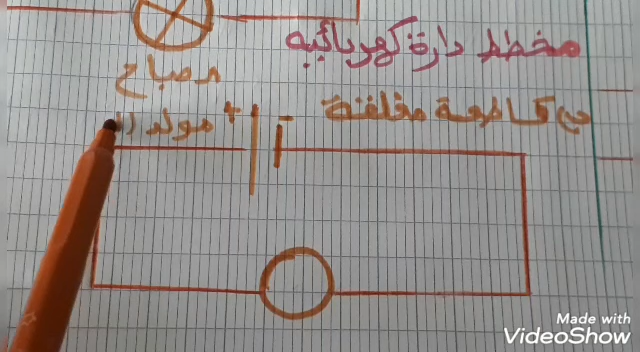 مخطط دارة كهربائية
مصباح
مع قاطعة مغلقة
+ -
مولد
Made with
VideoShow